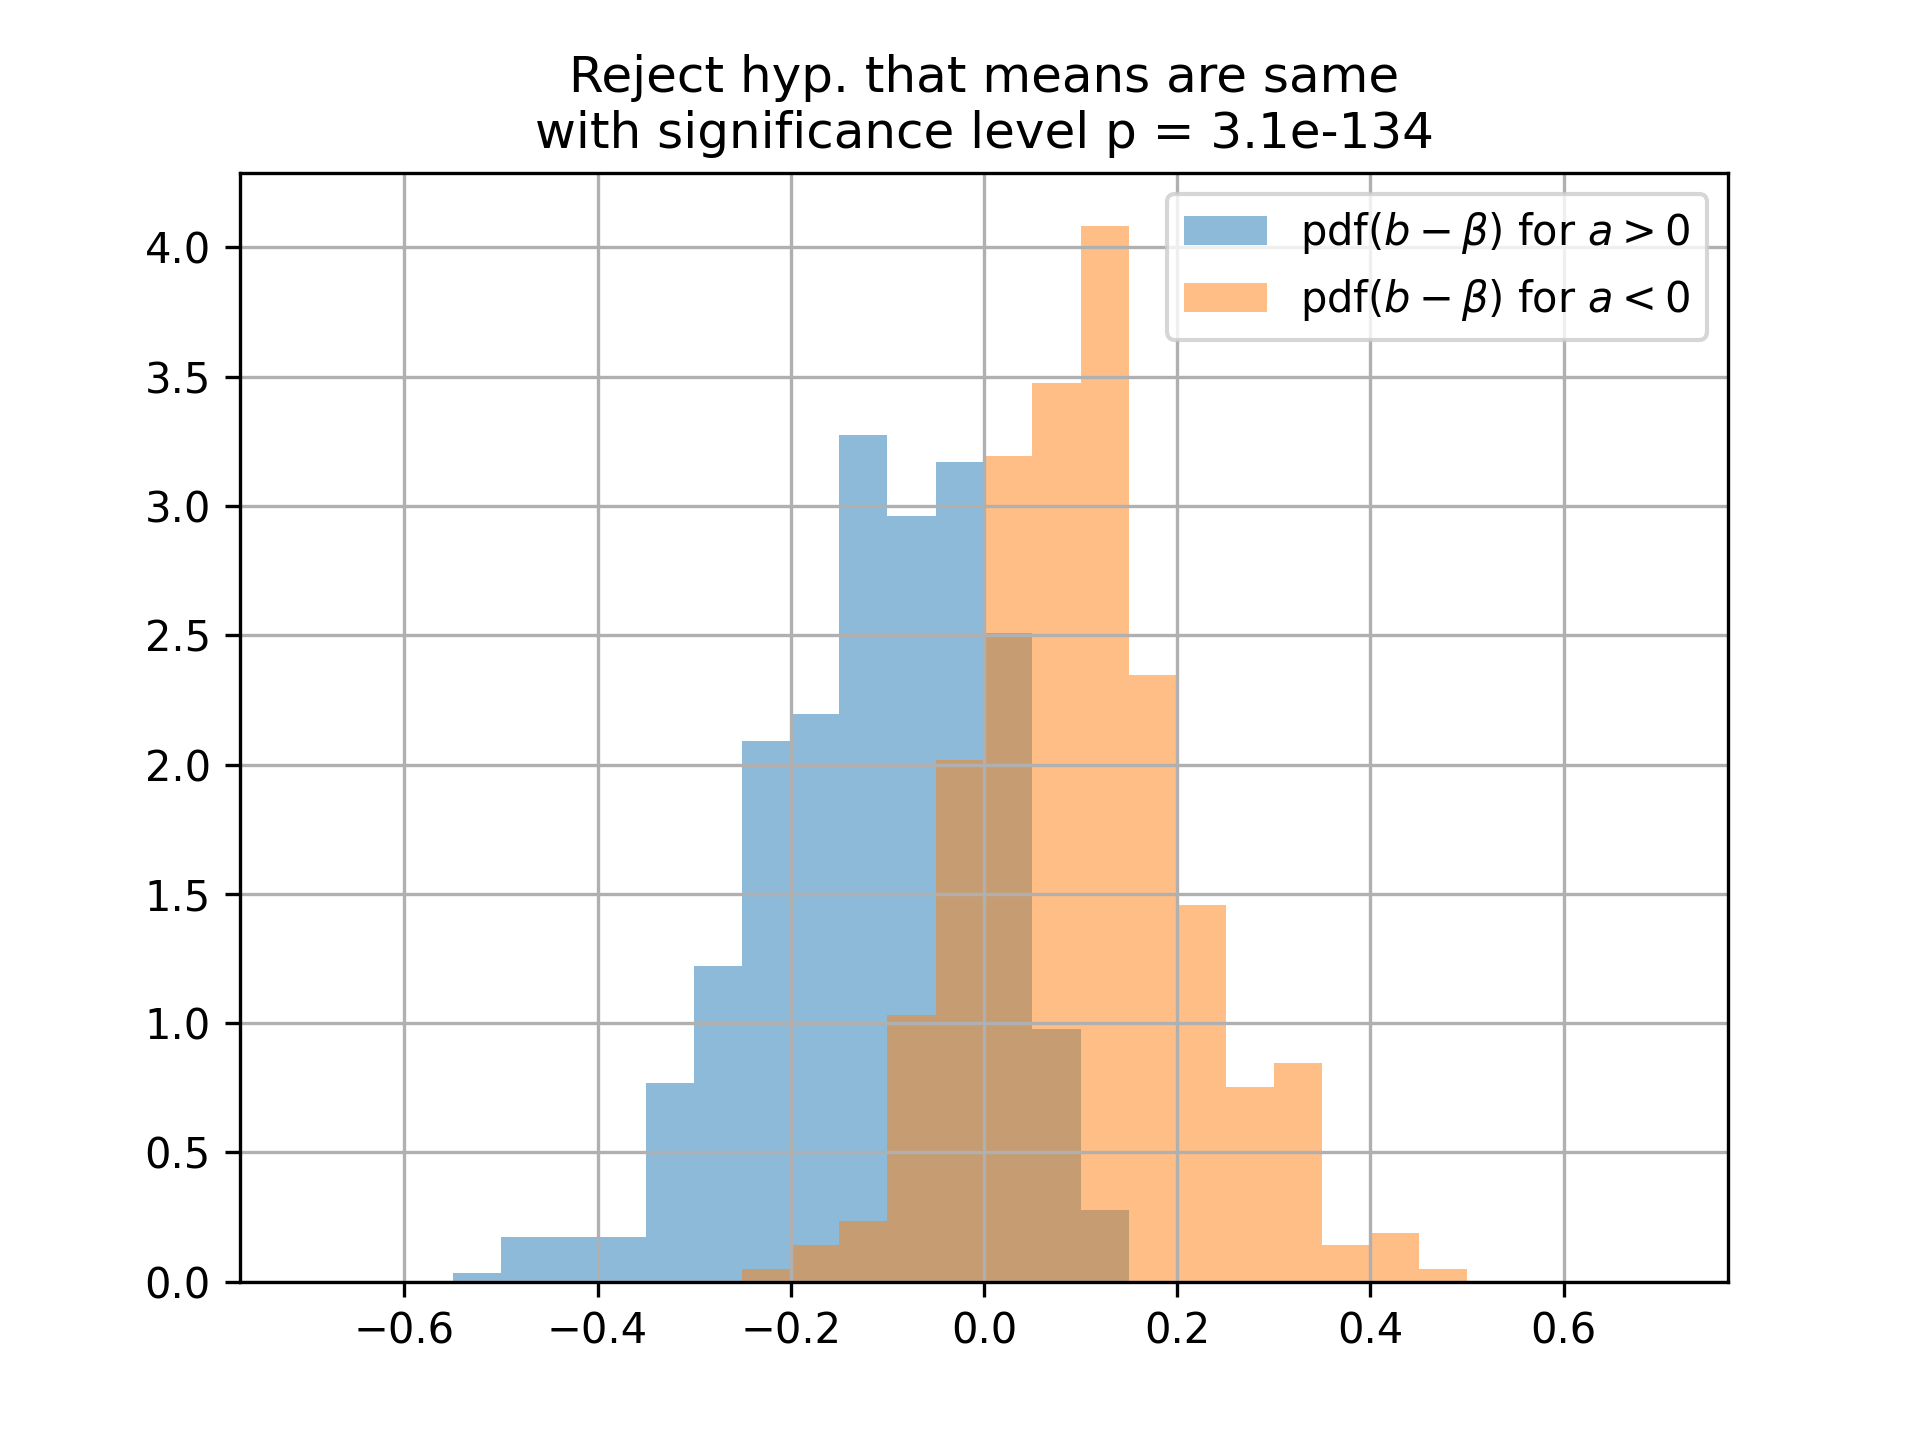 Reject hyp. that means are same
with significance level p = 3.1e-134
pdf(b − β) for a > 0
pdf(b − β) for a < 0
4.0
3.5
3.0
2.5
2.0
1.5
1.0
0.5
0.0
−0.6 −0.4 −0.2 0.0 0.2 0.4 0.6